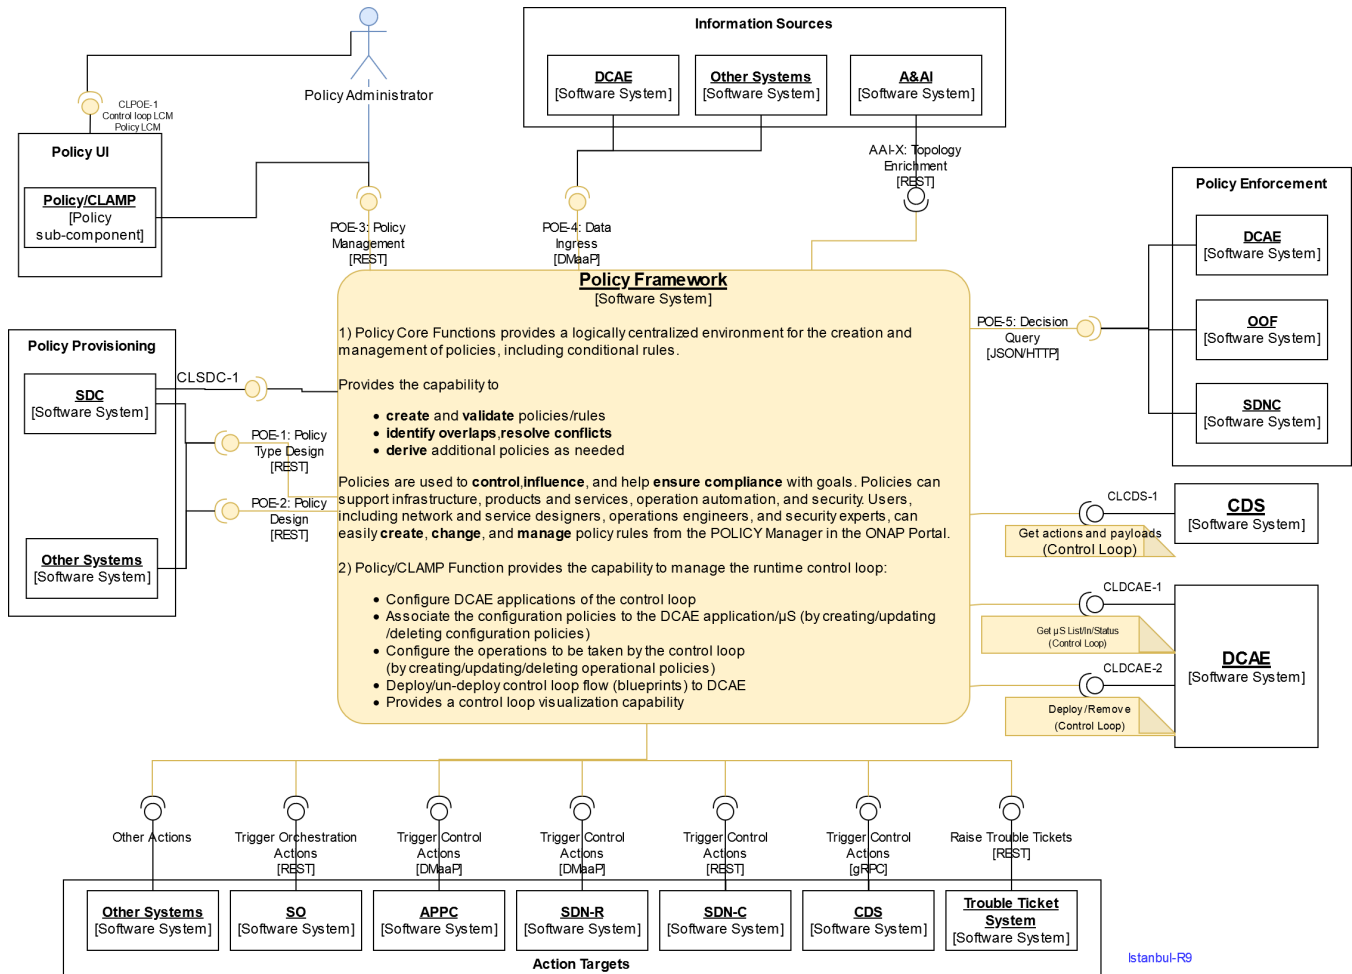 Information Sources
DCAE
[Software System]
Other Systems
[Software System]
A&AI
[Software System]
Policy Administrator
CLPOE-1
Control loop LCM
Policy LCM
Policy UI
Policy/CLAMP
[Policy
sub-component]
POE-3: Policy
Management
[REST]
POE-4: Data
Ingress
[DMaaP]
AAI-X: Topology
Enrichment
[REST]
Policy Enforcement
DCAE
[Software System]
OOF
[Software System]
SDNC
[Software System]
POE-5: Decision
Query
[JSON/HTTP]
Policy Provisioning
SDC
[Software System]
Other Systems
[Software System]
CLSDC-1
POE-1: Policy
Type Design
[REST]
POE-2: Policy
Design
[REST]
Policy Framework
[Software System]
1) Policy Core Functions provides a logically centralized environment for the creation and
management of policies, including conditional rules.
Provides the capability to
• create and validate policies/rules
• identify overlaps,resolve conflicts
• derive additional policies as needed
Policies are used to control,influence, and help ensure compliance with goals. Policies can
support infrastructure, products and services, operation automation, and security. Users,
including network and service designers, operations engineers, and security experts, can
easily create, change, and manage policy rules from the POLICY Manager in the ONAP Portal.
2) Policy/CLAMP Function provides the capability to manage the runtime control loop:
• Configure DCAE applications of the control loop
• Associate the configuration policies to the DCAE application/µS (by creating/updating
/deleting configuration policies)
• Configure the operations to be taken by the control loop
(by creating/updating/deleting operational policies)
• Deploy/un-deploy control loop flow (blueprints) to DCAE
• Provides a control loop visualization capability
CLCDS-1
Get actions and payloads
(Control Loop)
CDS
[Software System]
CLDCAE-1
Get µS List/In/Status
(Control Loop)
CLDCAE-2
Deploy/Remove
(Control Loop)
DCAE
[Software System]
Other Actions
Trigger Orchestration
Actions
[REST]
Trigger Control
Actions
[DMaaP]
Trigger Control
Actions
[DMaaP]
Trigger Control
Actions
[REST]
Trigger Control
Actions
[gRPC]
Raise Trouble Tickets
[REST]
Other Systems
[Software System]
SO
[Software System]
APPC
[Software System]
SDN-R
[Software System]
SDN-C
[Software System]
CDS
[Software System]
Trouble Ticket
System
[Software System]
Action Targets
Istanbul-R9